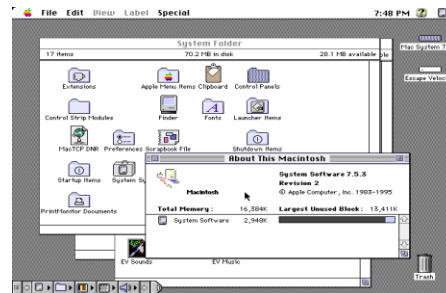 File Edit View Label Special 7:48 PM
System Folder
17 items 70.2 MB in disk 28.1 MB available
Mac System 7
Extensions Apple Menu Items Clipboard Control Panels
Escape Veloc
Control Strip Modules Finder Fonts Launcher Items
MacTCP DNR Preferences Scrapbook File Shutdown Items
Startup Items System
PrintMonitor Documents
About This Macintosh
System Software 7.5.3
Revision 2
Macintosh © Apple Computer, Inc. 1983-1995
Total Memory : 16,384K Largest Unused Block : 13,411K
System Software 2,948K
EV Sounds EV Music
Trash